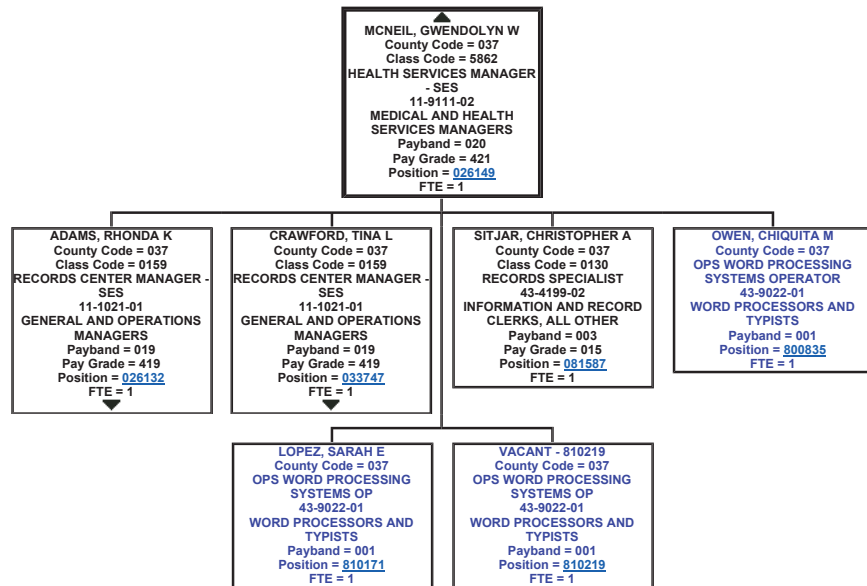 MCNEIL, GWENDOLYN W
County Code = 037
Class Code = 5862
HEALTH SERVICES MANAGER
- SES
11-9111-02
MEDICAL AND HEALTH
SERVICES MANAGERS
Payband = 020
Pay Grade = 421
Position = 026149
FTE = 1
ADAMS, RHONDA K
County Code = 037
Class Code = 0159
RECORDS CENTER MANAGER -
SES
11-1021-01
GENERAL AND OPERATIONS
MANAGERS
Payband = 019
Pay Grade = 419
Position = 026132
FTE = 1
CRAWFORD, TINA L
County Code = 037
Class Code = 0159
RECORDS CENTER MANAGER -
SES
11-1021-01
GENERAL AND OPERATIONS
MANAGERS
Payband = 019
Pay Grade = 419
Position = 033747
FTE = 1
SITJAR, CHRISTOPHER A
County Code = 037
Class Code = 0130
RECORDS SPECIALIST
43-4199-02
INFORMATION AND RECORD
CLERKS, ALL OTHER
Payband = 003
Pay Grade = 015
Position = 081587
FTE = 1
OWEN, CHIQUITA M
County Code = 037
OPS WORD PROCESSING
SYSTEMS OPERATOR
43-9022-01
WORD PROCESSORS AND
TYPISTS
Payband = 001
Position = 800835
FTE = 1
LOPEZ, SARAH E
County Code = 037
OPS WORD PROCESSING
SYSTEMS OP
43-9022-01
WORD PROCESSORS AND
TYPISTS
Payband = 001
Position = 810171
FTE = 1
VACANT - 810219
County Code = 037
OPS WORD PROCESSING
SYSTEMS OP
43-9022-01
WORD PROCESSORS AND
TYPISTS
Payband = 001
Position = 810219
FTE = 1